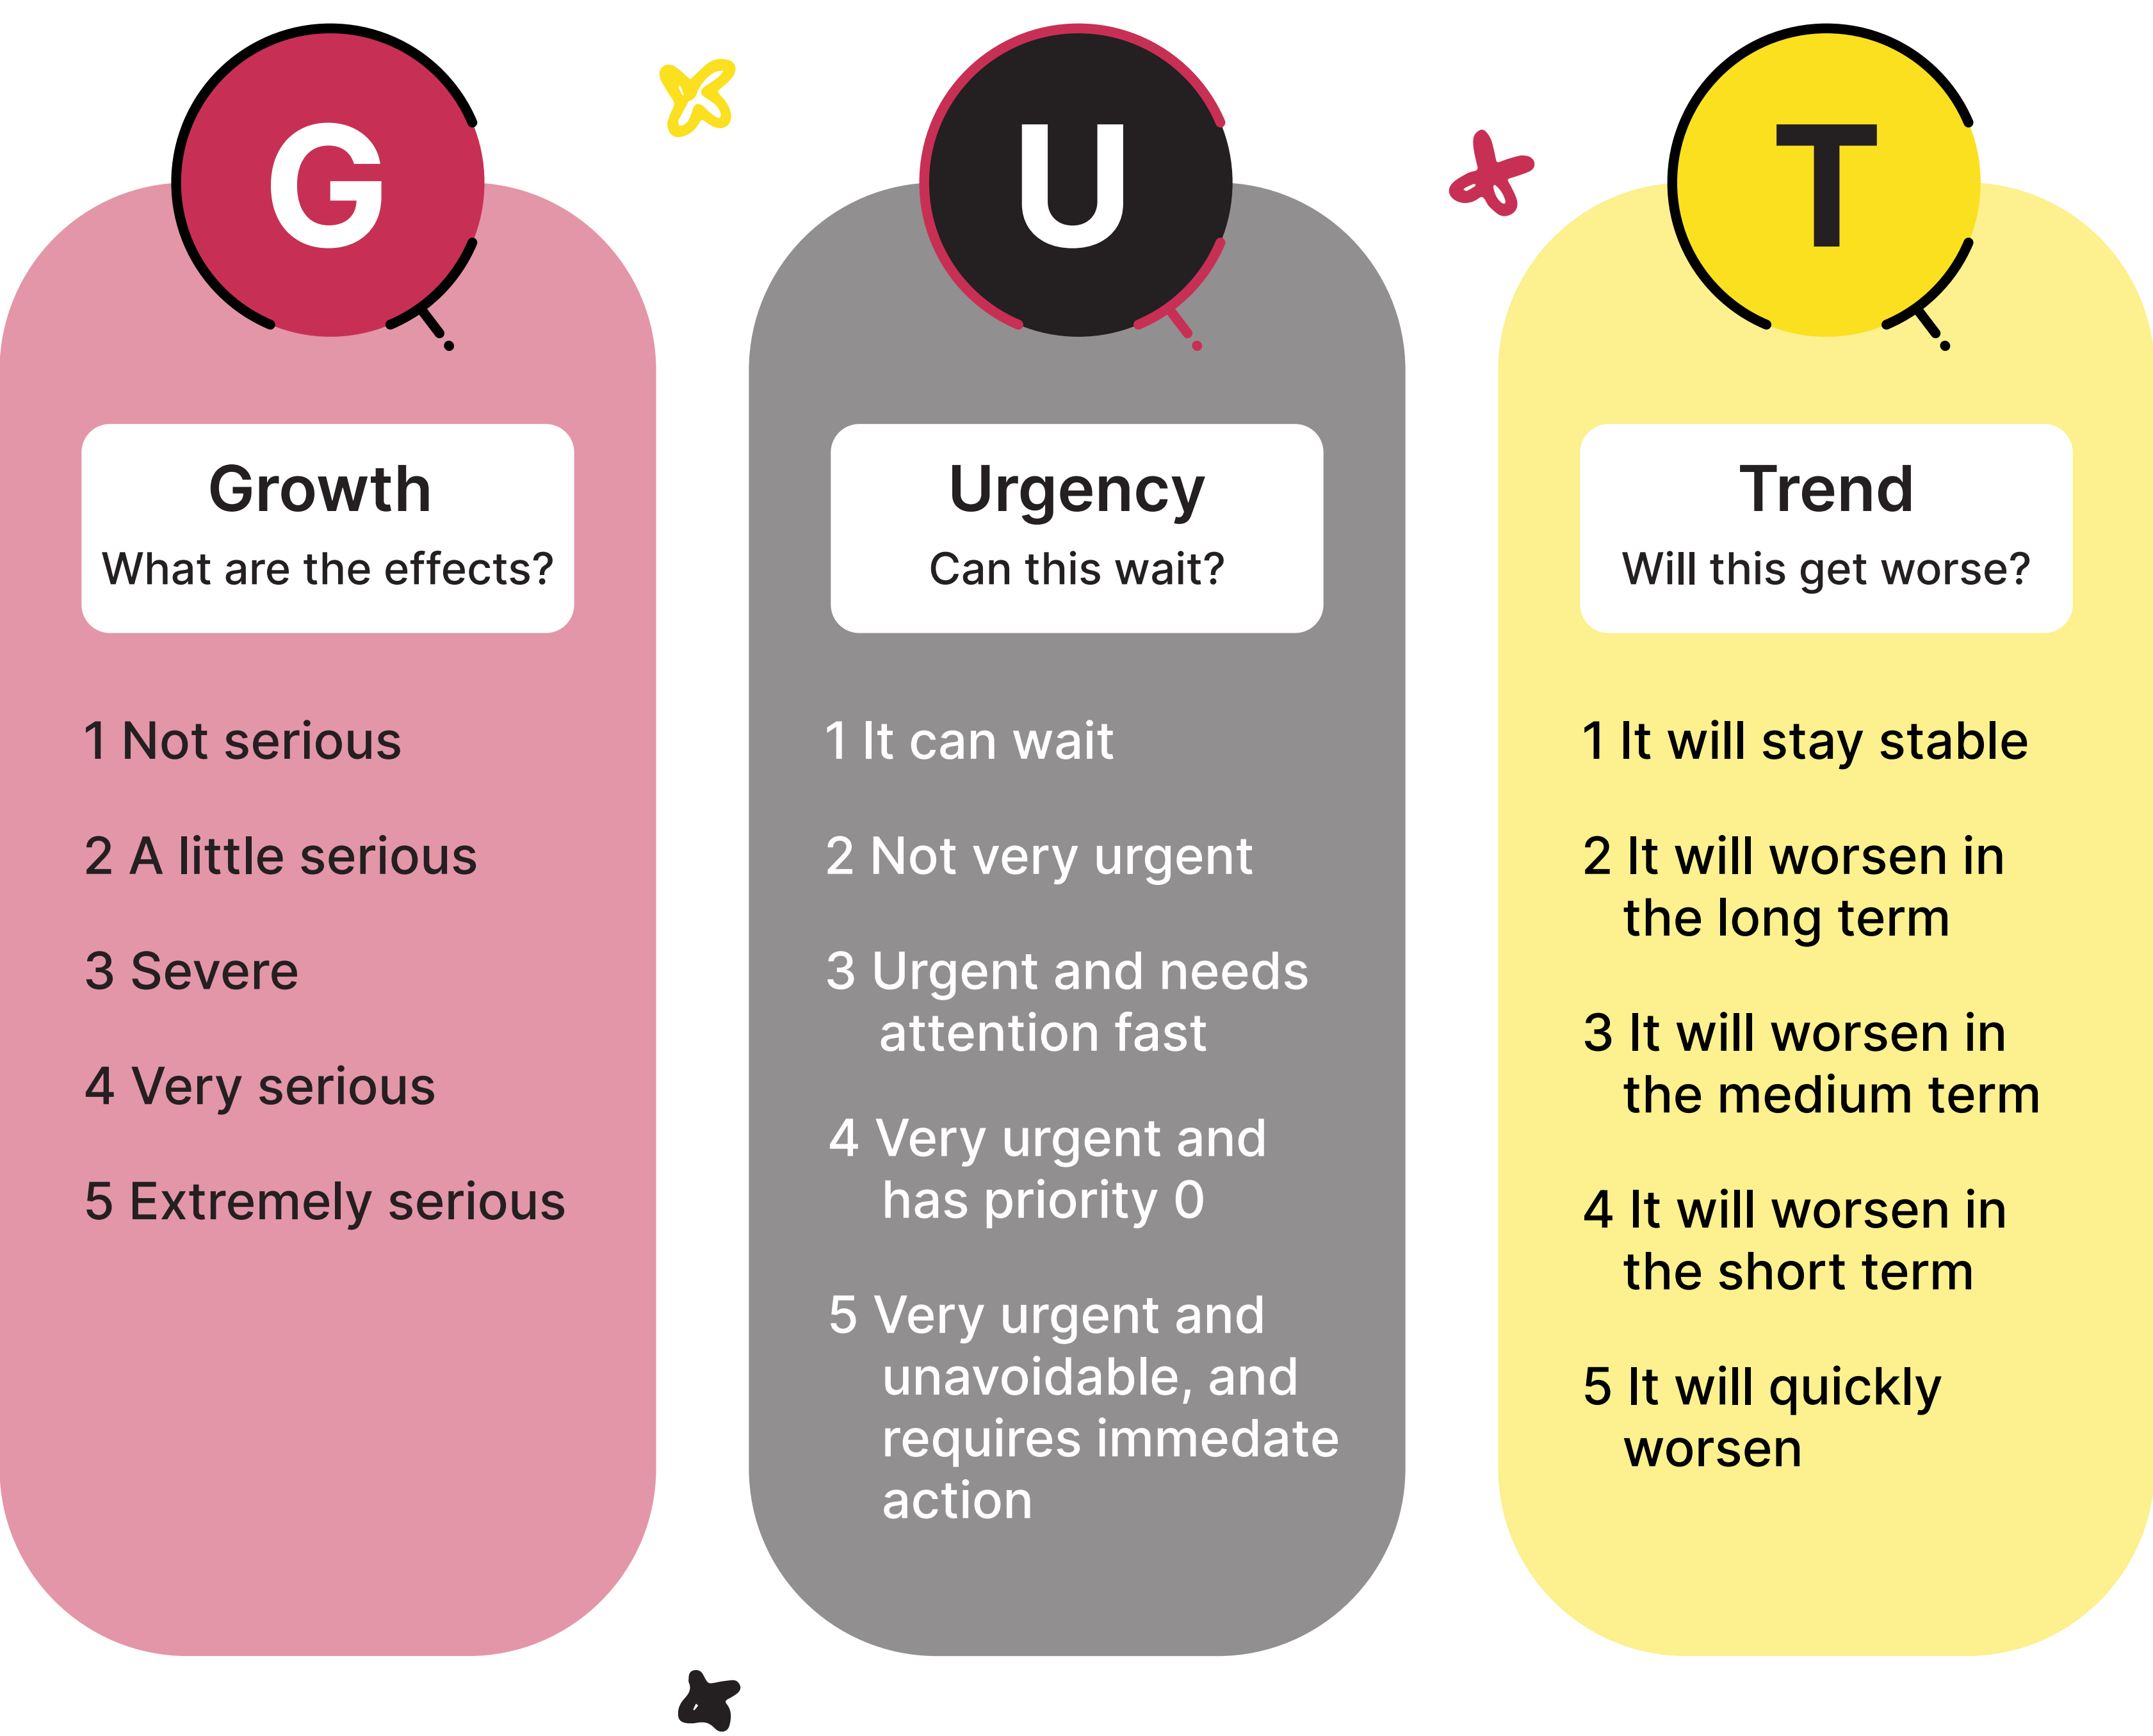 G
Growth
What are the effects?
1 Not serious
2 A little serious
3 Severe
4 Very serious
5 Extremely serious
U
Urgency
Can this wait?
1 It can wait
2 Not very urgent
3 Urgent and needs
attention fast
4 Very urgent and
has priority 0
5 Very urgent and
unavoidable, and
requires immedate
action
T
Trend
Will this get worse?
1 It will stay stable
2 It will worsen in
the long term
3 It will worsen in
the medium term
4 It will worsen in
the short term
5 It will quickly
worsen